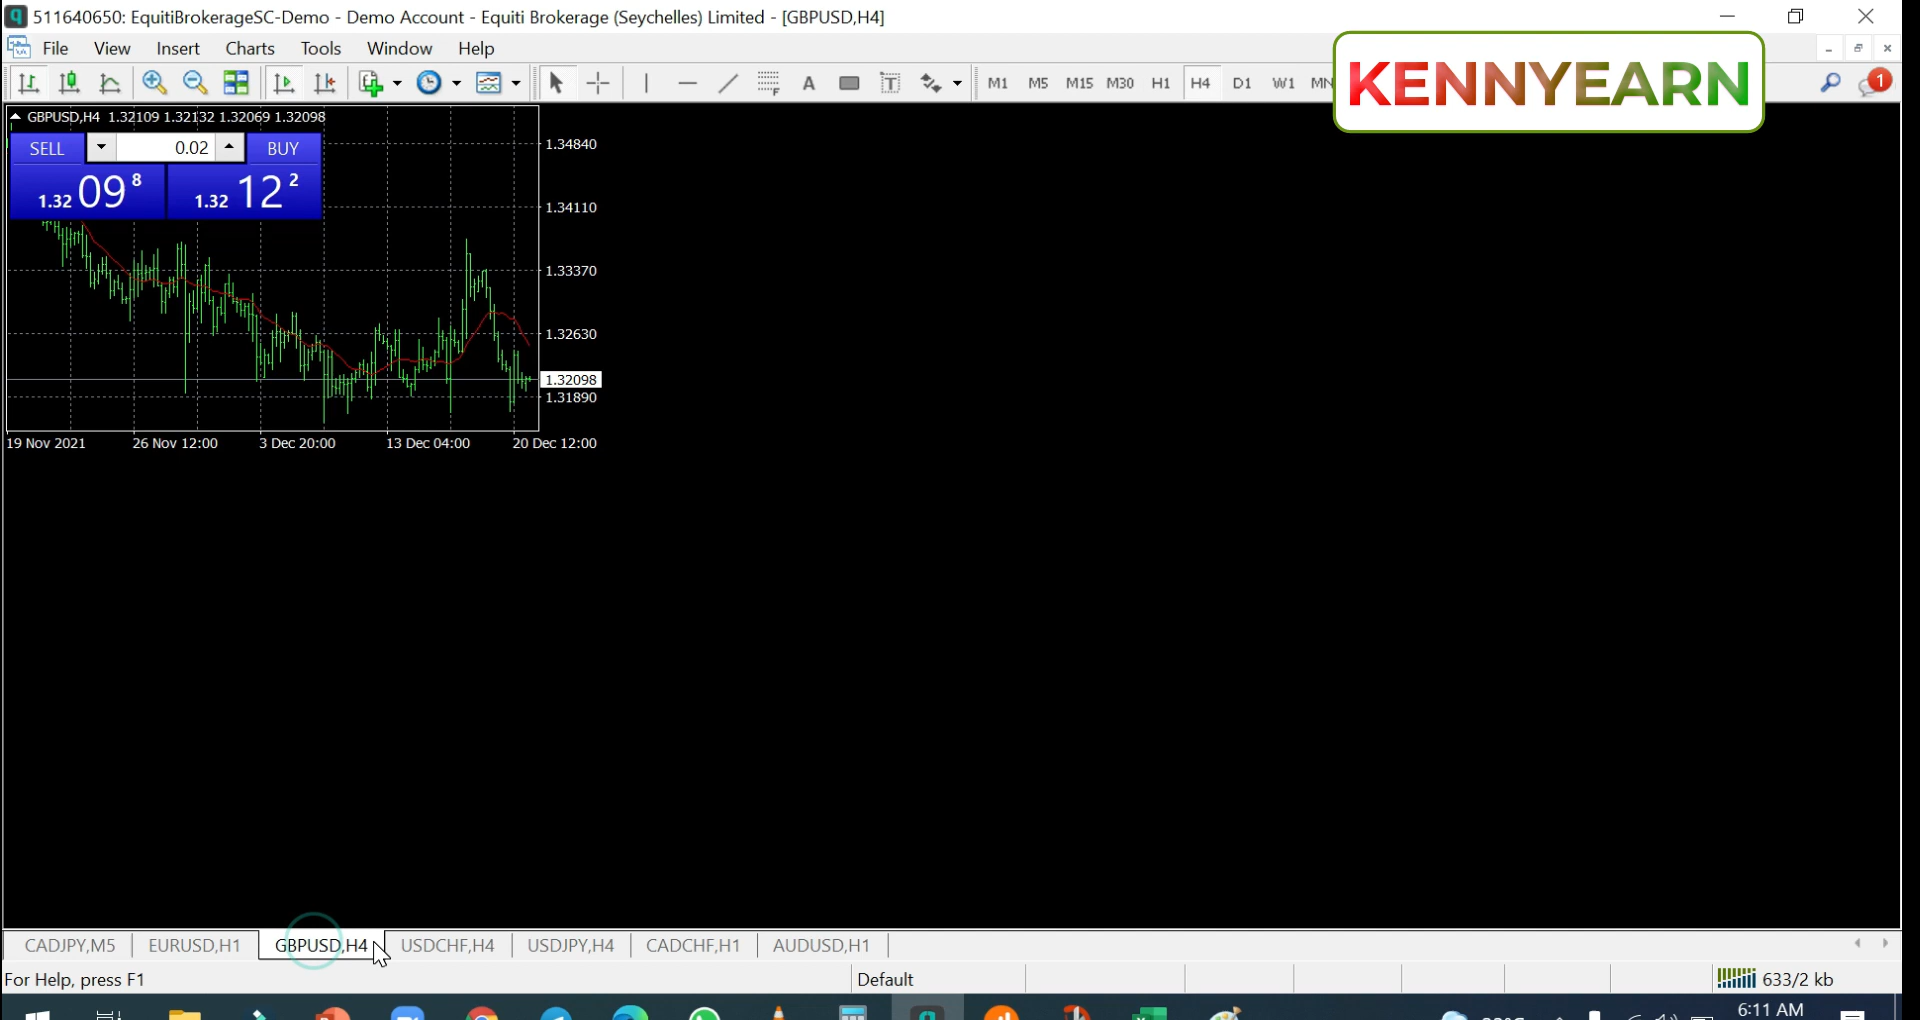 511640650: EquitiBrokerageSC-Demo - Demo Account - Equiti Brokerage (Seychelles) Limited - [GBPUSD,H4]
File View Insert Charts Tools Window Help
KENNYEARN
A T F M1 M5 M15 M30 H1 H4 D1 W1 MN
1
GBPUSD,H4 1.32109 1.32132 1.32069 1.32098
SELL 0.02 BUY
1.32 09 8 1.32 12 2
1.34840
1.34110
1.33370
1.32630
1.32098
1.31890
19 Nov 2021 26 Nov 12:00 3 Dec 20:00 13 Dec 04:00 20 Dec 12:00
CADJPY,M5 EURUSD,H1 GBPUSD,H4 USDCHF,H4 USDJPY,H4 CADCHF,H1 AUDUSD,H1
For Help, press F1 Default 633/2 kb
6:11 AM